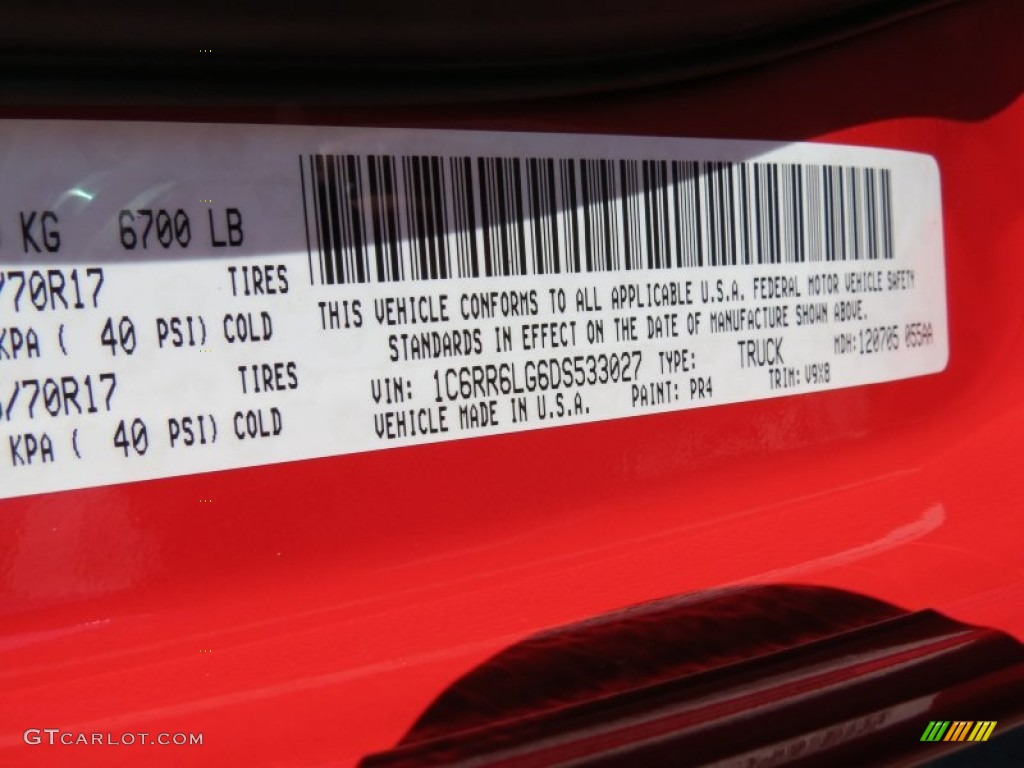 KG 6700 LB
/70R17 TIRES
KPA ( 40 PSI) COLD
/70R17 TIRES
KPA ( 40 PSI) COLD
THIS VEHICLE CONFORMS TO ALL APPLICABLE U.S.A. FEDERAL MOTOR VEHICLE SAFETY
STANDARDS IN EFFECT ON THE DATE OF MANUFACTURE SHOWN ABOVE.
VIN: 1C6RR6LG6DS533027 TYPE: TRUCK MDH:120705 055AA
VEHICLE MADE IN U.S.A. PAINT: PR4 TRIM: V9X8
GTCARLOT.COM